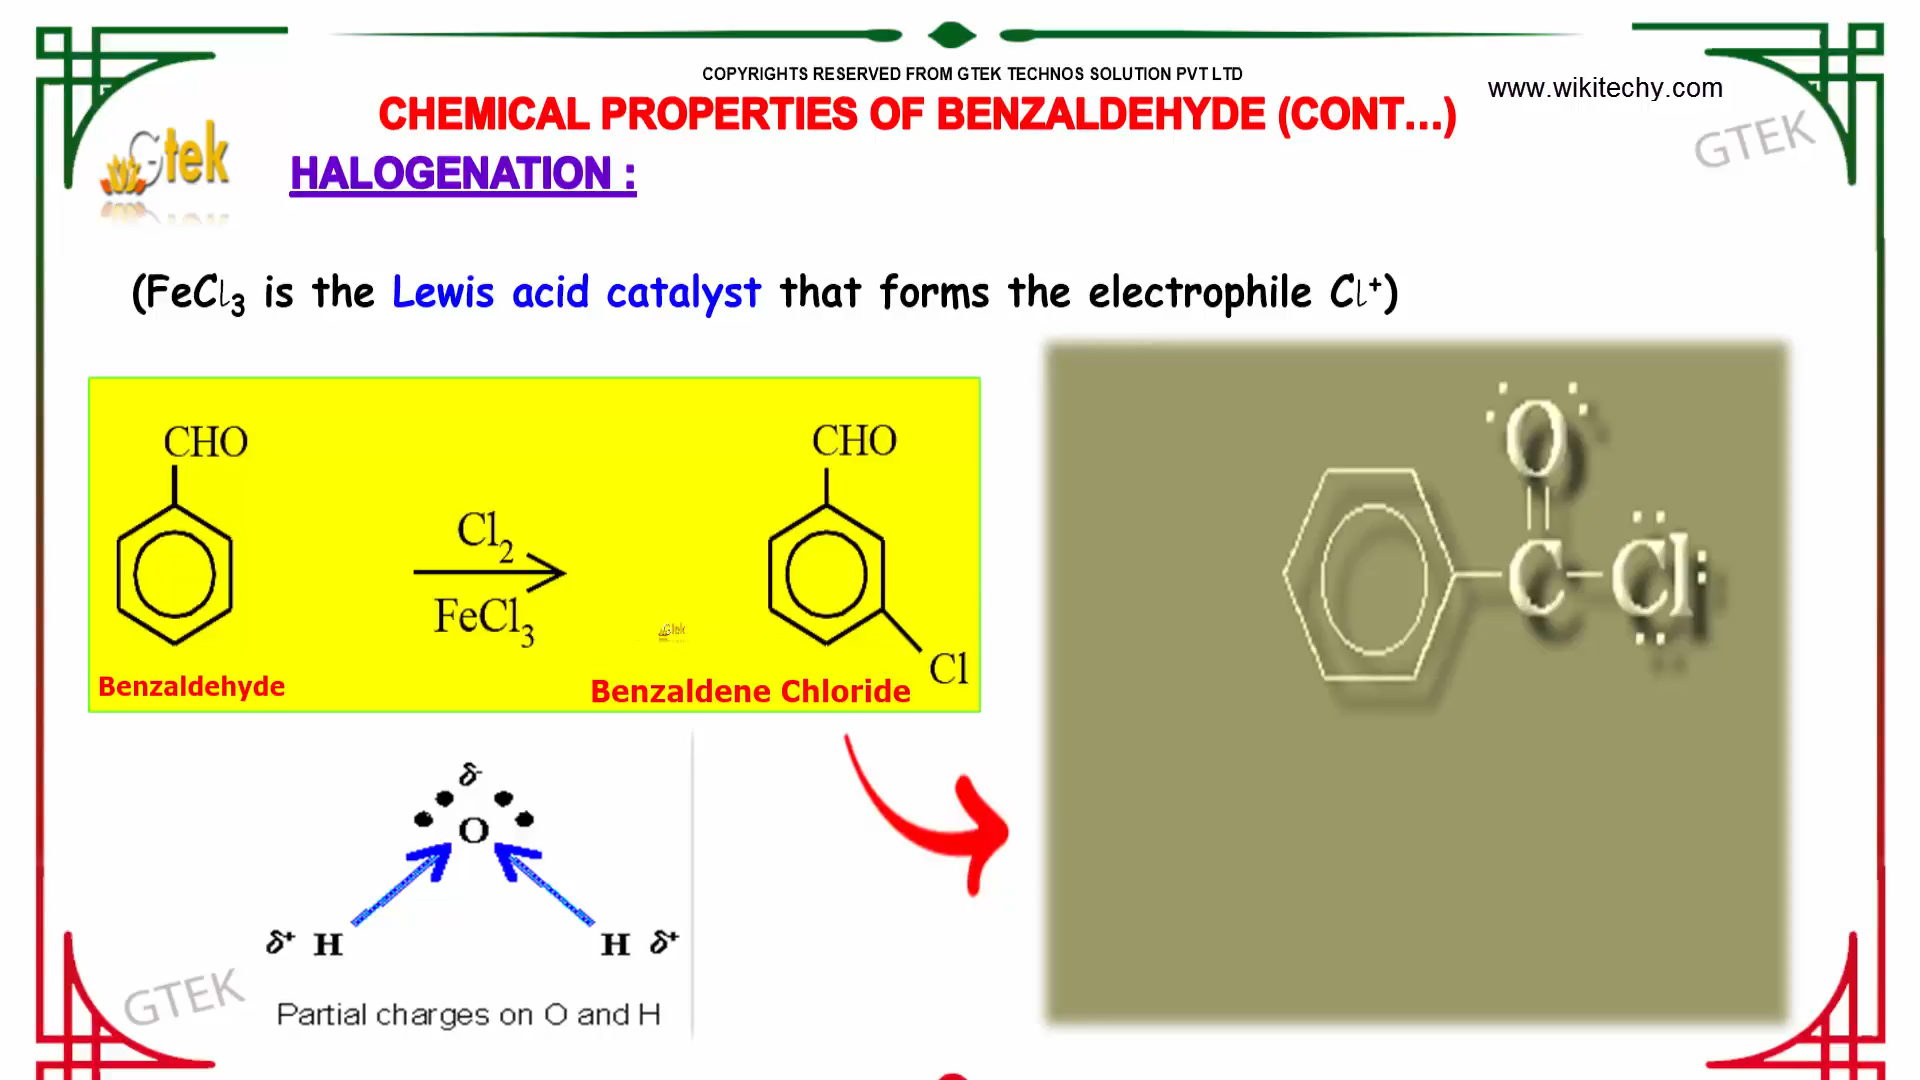 COPYRIGHTS RESERVED FROM GTEK TECHNOS SOLUTION PVT LTD
www.wikitechy.com
CHEMICAL PROPERTIES OF BENZALDEHYDE (CONT...)
GTEK
Gtek
HALOGENATION :
(FeCl₃ is the Lewis acid catalyst that forms the electrophile Cl⁺)
CHO
CHO
O
Cl₂
C Cl
FeCl₃
Gtek
Cl
Benzaldehyde
Benzaldene Chloride
δ⁻
O
δ⁺ H
H δ⁺
GTEK
Partial charges on O and H